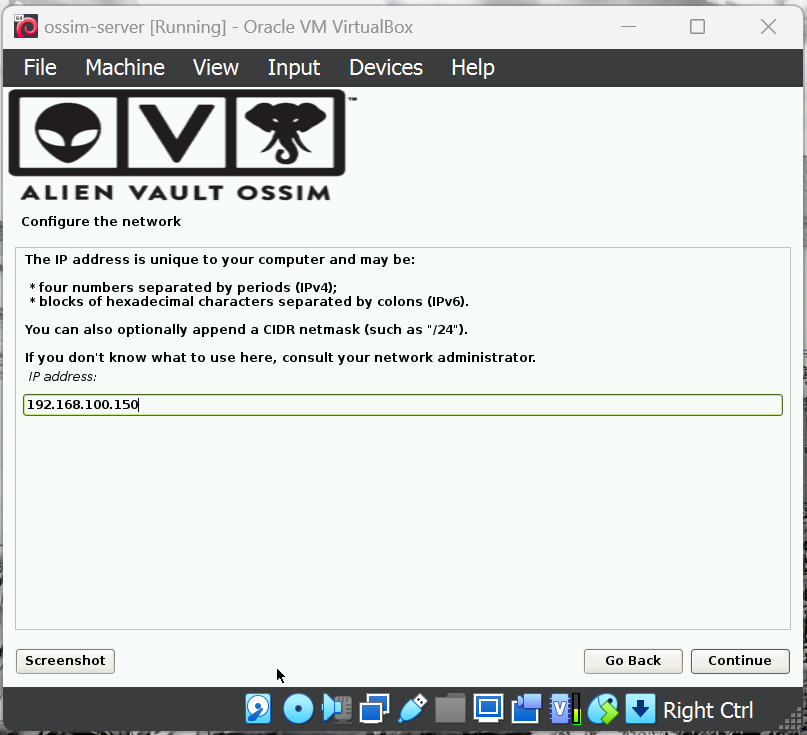 ossim-server [Running] - Oracle VM VirtualBox
File Machine View Input Devices Help
V ™
ALIEN VAULT OSSIM
Configure the network
The IP address is unique to your computer and may be:
* four numbers separated by periods (IPv4);
* blocks of hexadecimal characters separated by colons (IPv6).
You can also optionally append a CIDR netmask (such as "/24").
If you don't know what to use here, consult your network administrator.
IP address:
192.168.100.150
Screenshot Go Back Continue
V Right Ctrl